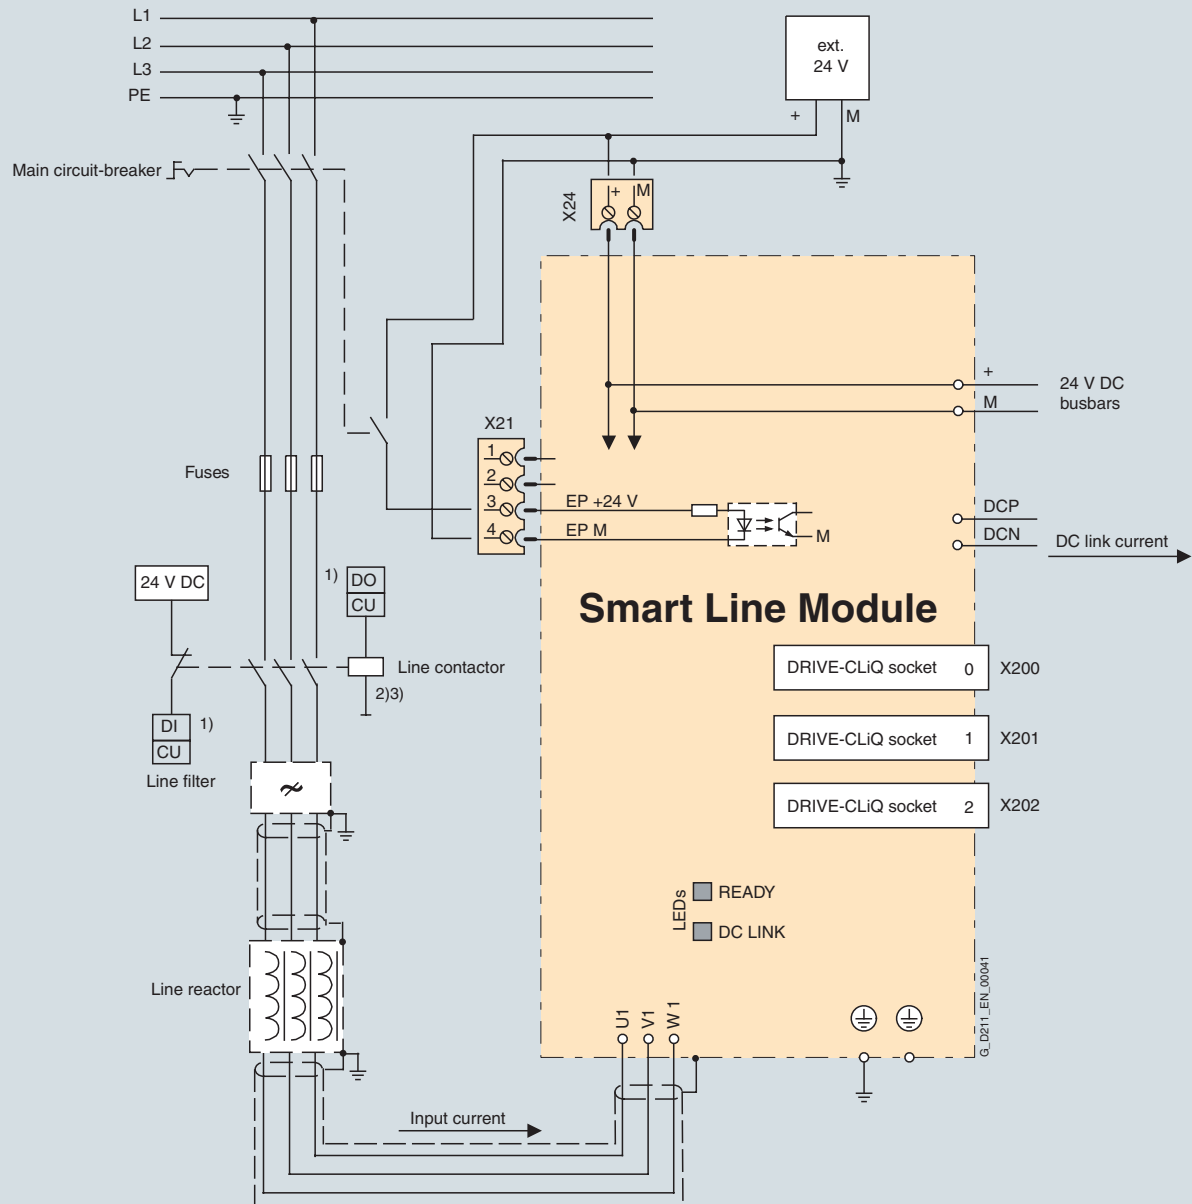 L1
L2
L3
PE
ext.
24 V
+ M
Main circuit-breaker
X24
+ M
+
M
24 V DC
busbars
X21
1
2
3
4
EP +24 V
EP M
M
Fuses
DCP
DCN
DC link current
24 V DC
1)
DO
CU
Line contactor
2)3)
DI
CU
1)
Line filter
≈
Smart Line Module
DRIVE-CLiQ socket 0 X200
DRIVE-CLiQ socket 1 X201
DRIVE-CLiQ socket 2 X202
LEDs
READY
DC LINK
Line reactor
U1
V1
W1
G_D211_EN_00041
Input current